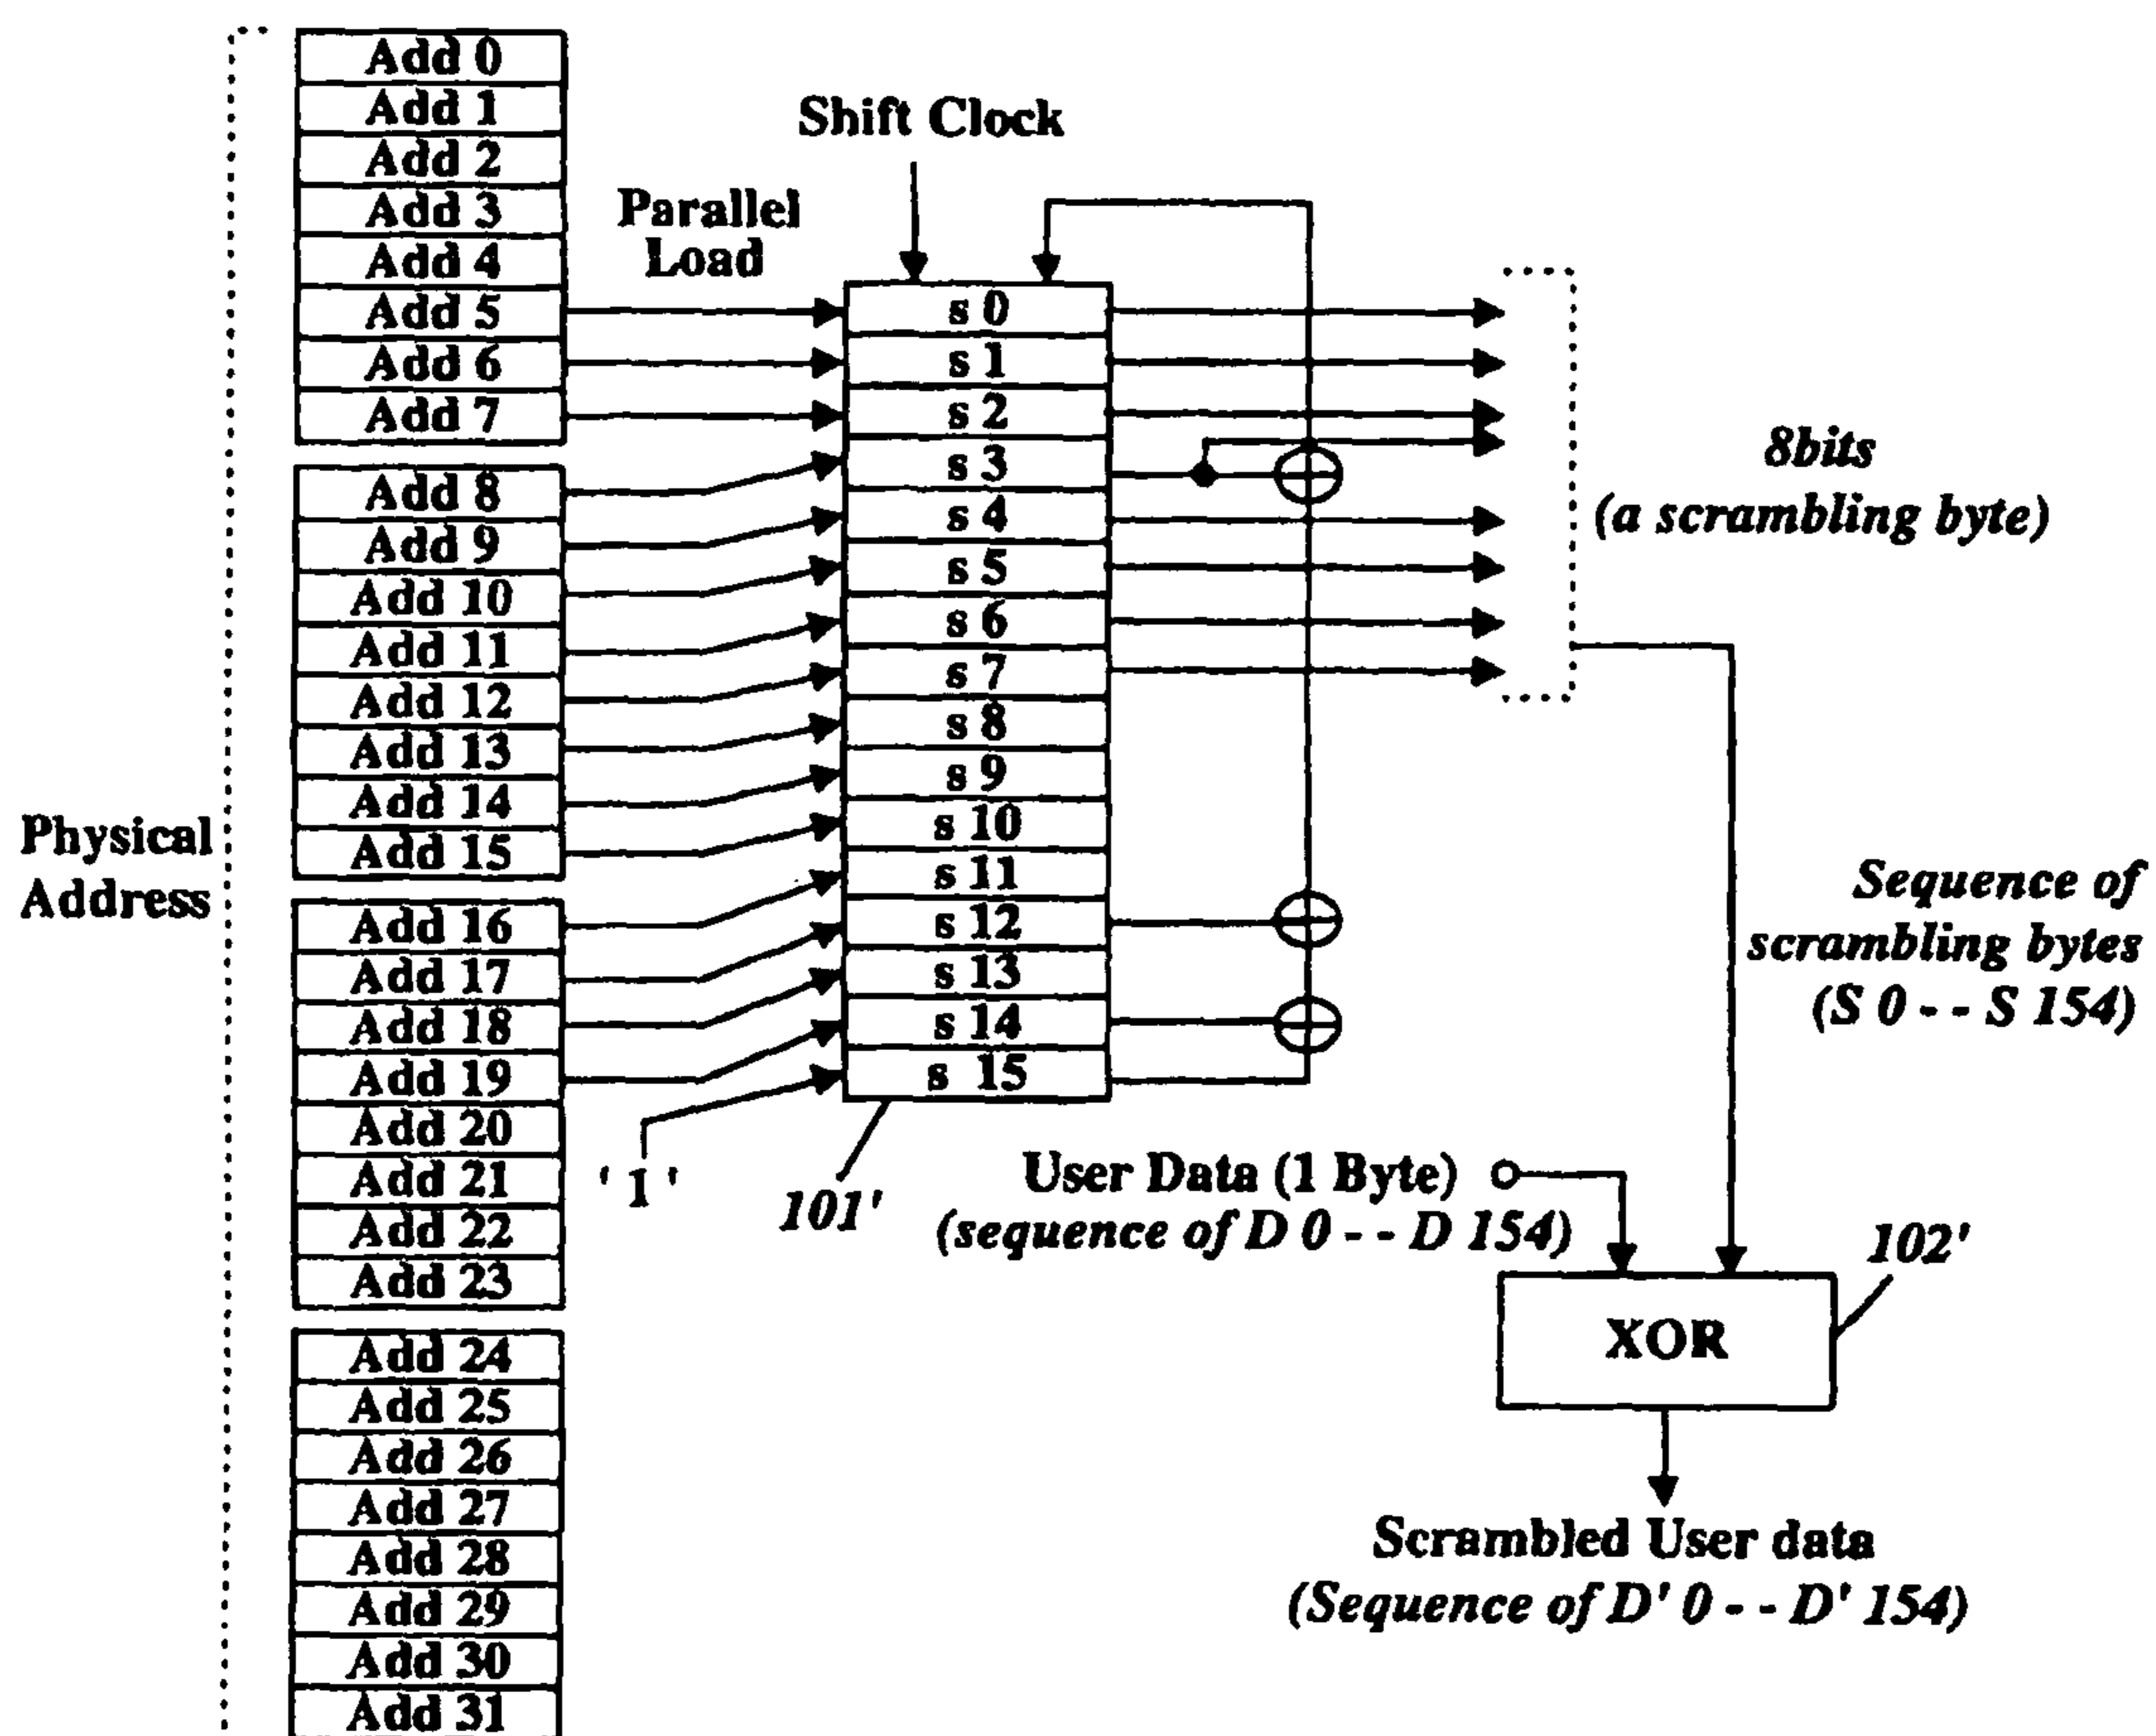 Add 0
Add 1
Add 2
Add 3
Add 4
Add 5
Add 6
Add 7
Add 8
Add 9
Add 10
Add 11
Add 12
Add 13
Add 14
Add 15
Add 16
Add 17
Add 18
Add 19
Add 20
Add 21
Add 22
Add 23
Add 24
Add 25
Add 26
Add 27
Add 28
Add 29
Add 30
Add 31
Physical
Address
Parallel
Load
Shift Clock
s 0
s 1
s 2
s 3
s 4
s 5
s 6
s 7
s 8
s 9
s 10
s 11
s 12
s 13
s 14
s 15
' 1 '
101'
8bits
(a scrambling byte)
Sequence of
scrambling bytes
(S 0 - - S 154)
User Data (1 Byte)
(sequence of D 0 - - D 154)
102'
XOR
Scrambled User data
(Sequence of D' 0 - - D' 154)